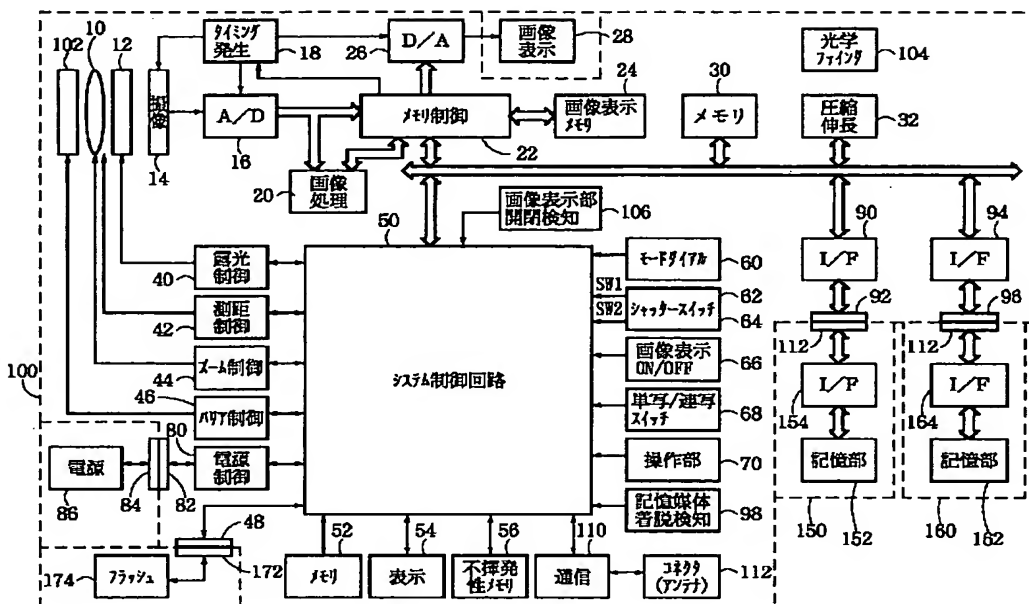 102
10
12
ﾀｲﾐﾝｸﾞ
発生
18
26
D/A
画像
表示
28
光学
ﾌｧｲﾝﾀﾞ
104
撮像
14
A/D
16
メモリ制御
22
24
画像表示
メモリ
30
メモリ
圧縮
伸長
32
20
画像
処理
画像表示部
開閉検知
106
50
システム制御回路
露光
制御
40
測距
制御
42
ズーム制御
44
46
バリア制御
100
80
電源
制御
電源
86
84
82
48
フラッシュ
174
172
モードダイアル
60
SW1
SW2
シャッタースイッチ
62
64
画像表示
ON/OFF
66
単写/連写
スイッチ
68
操作部
70
記憶媒体
着脱検知
98
52
メモリ
54
表示
56
不揮発
性メモリ
110
通信
コネクタ
(アンテナ)
112
90
I/F
92
112
I/F
154
記憶部
150
152
94
I/F
98
112
I/F
164
記憶部
160
162